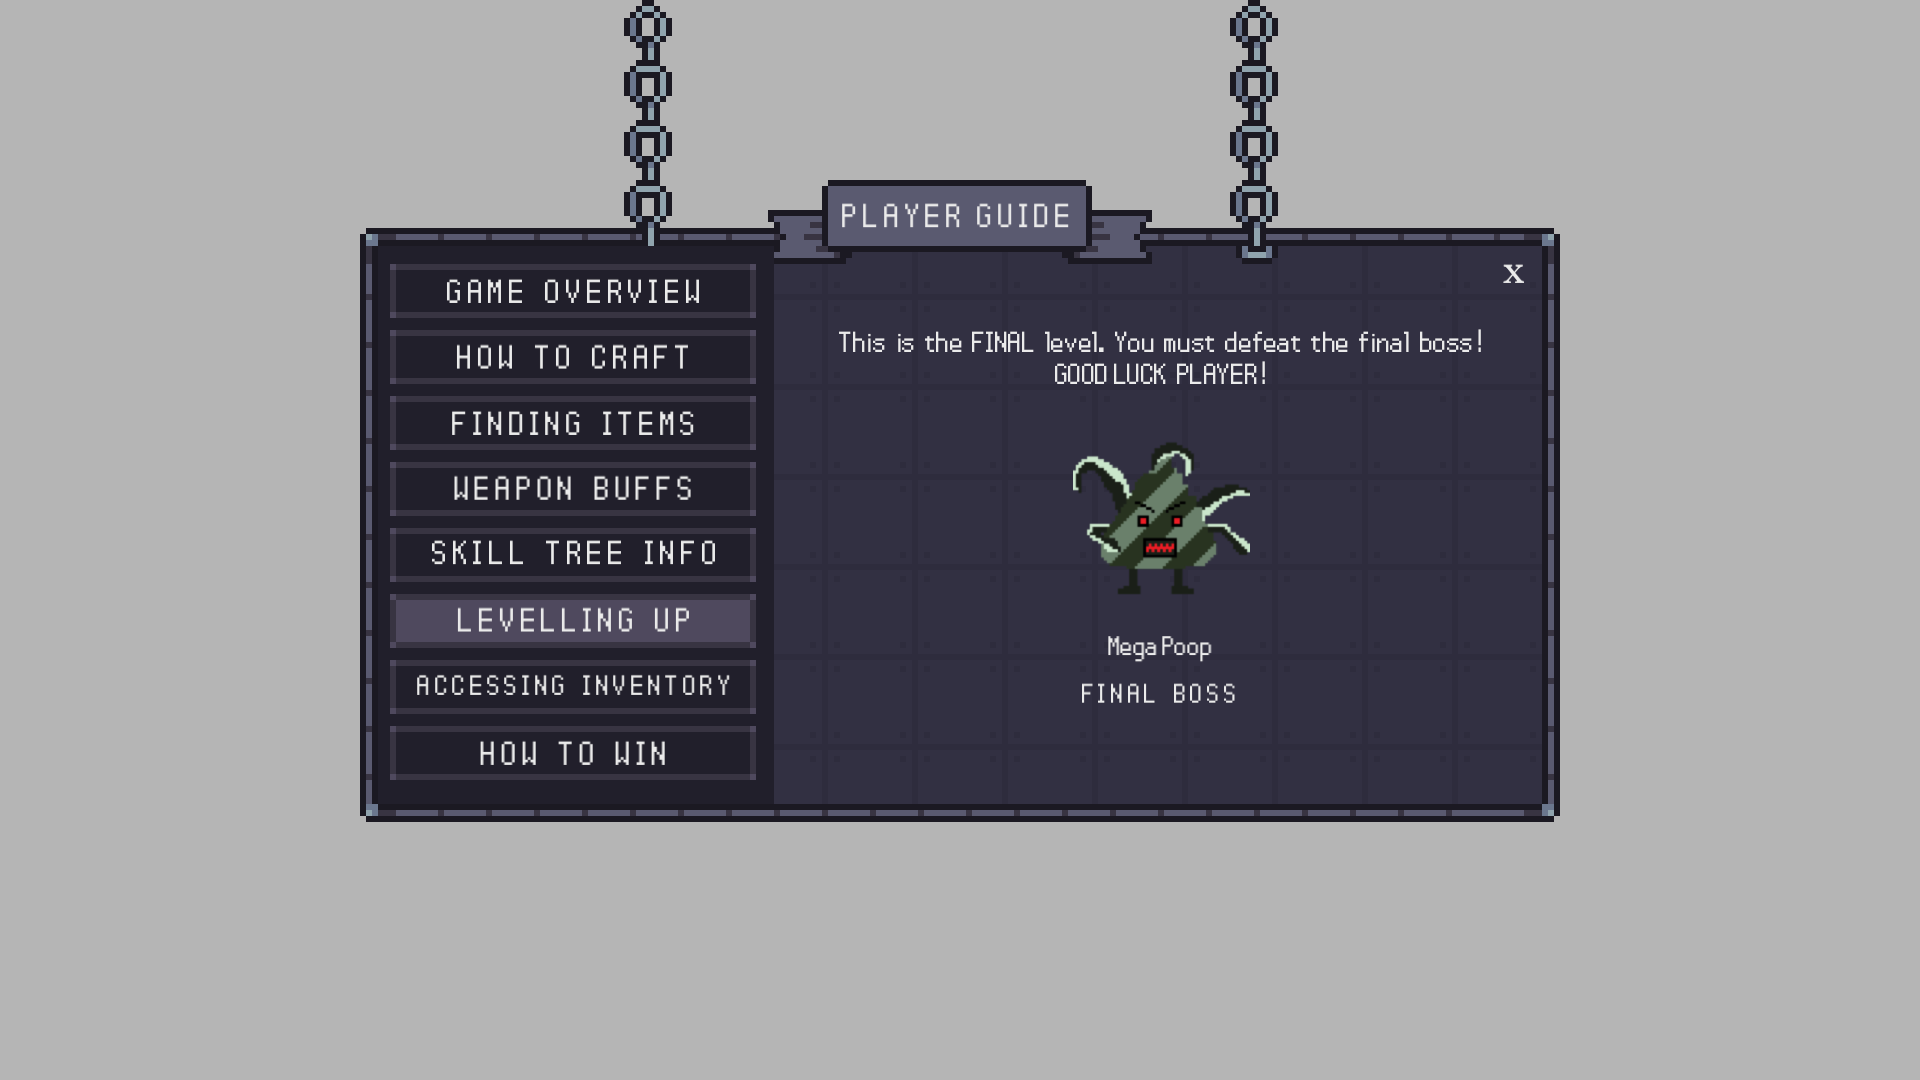 PLAYER GUIDE
X
GAME OVERVIEW
HOW TO CRAFT
FINDING ITEMS
WEAPON BUFFS
SKILL TREE INFO
LEVELLING UP
ACCESSING INVENTORY
HOW TO WIN
This is the FINAL level. You must defeat the final boss!
GOOD LUCK PLAYER!
Mega Poop
FINAL BOSS